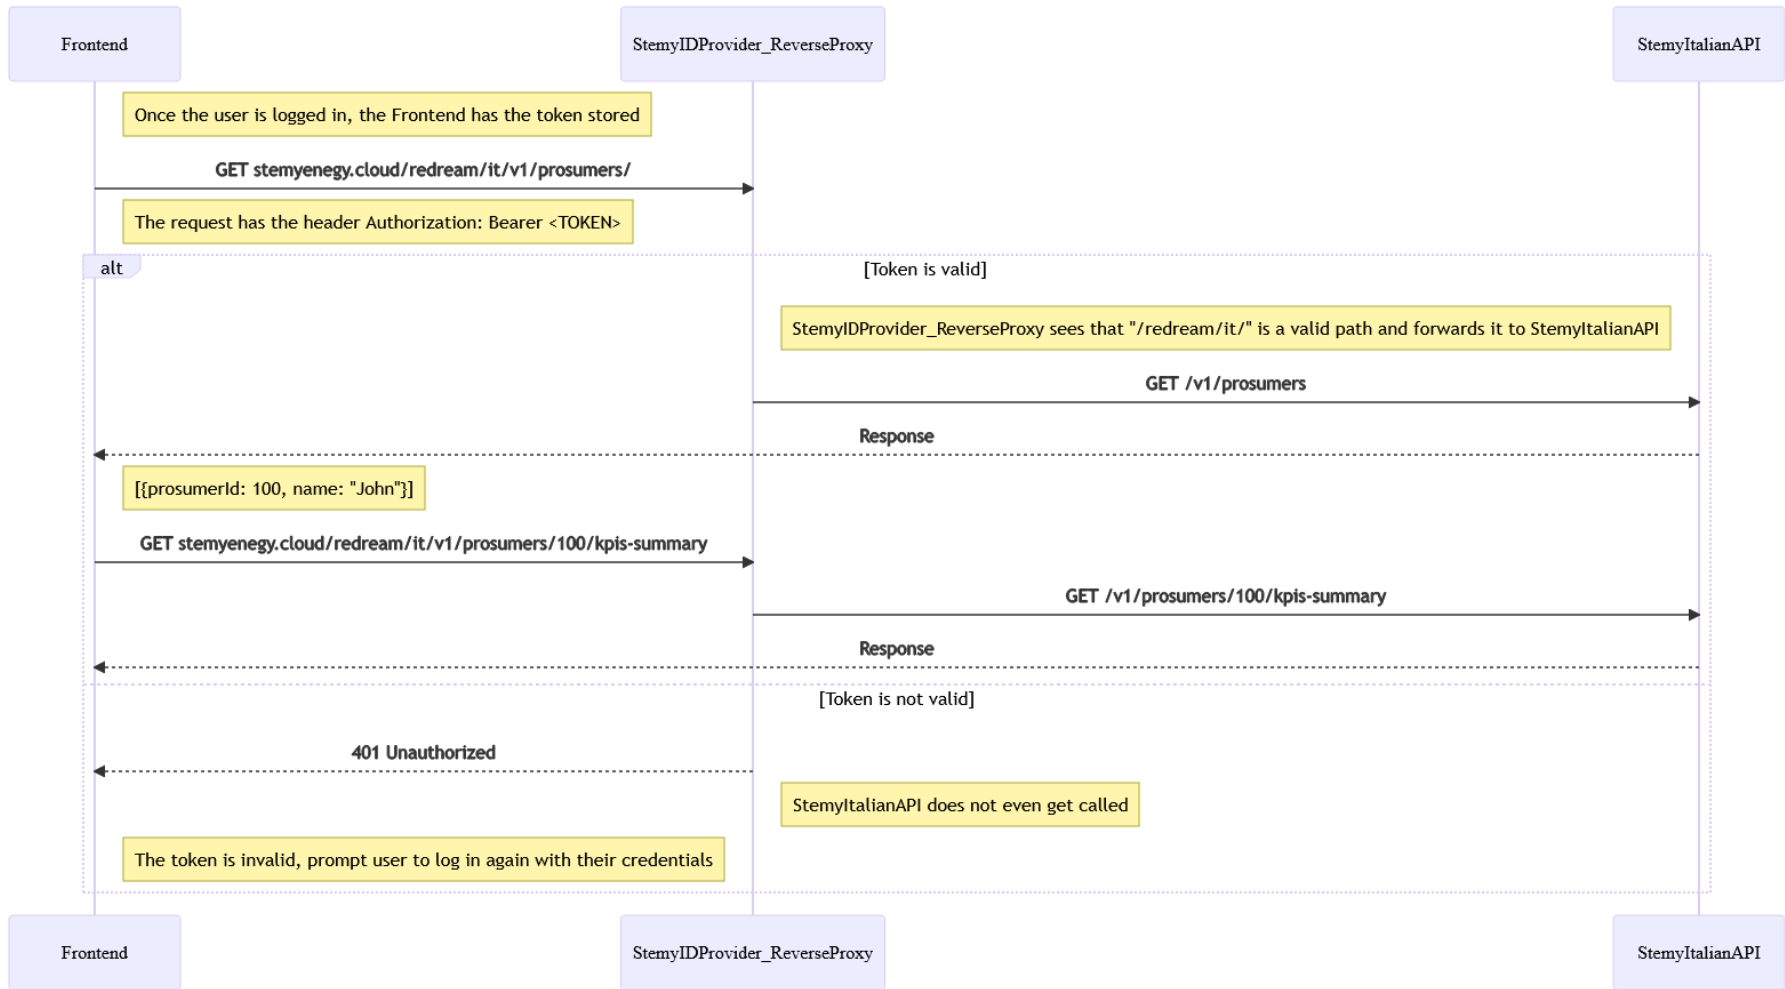 Frontend
StemyIDProvider_ReverseProxy
StemyItalianAPI
Once the user is logged in, the Frontend has the token stored
GET stemyenegy.cloud/redream/it/v1/prosumers/
The request has the header Authorization: Bearer <TOKEN>
alt
[Token is valid]
StemyIDProvider_ReverseProxy sees that "/redream/it/" is a valid path and forwards it to StemyItalianAPI
GET /v1/prosumers
Response
[{prosumerId: 100, name: "John"}]
GET stemyenegy.cloud/redream/it/v1/prosumers/100/kpis-summary
GET /v1/prosumers/100/kpis-summary
Response
[Token is not valid]
401 Unauthorized
StemyItalianAPI does not even get called
The token is invalid, prompt user to log in again with their credentials
Frontend
StemyIDProvider_ReverseProxy
StemyItalianAPI